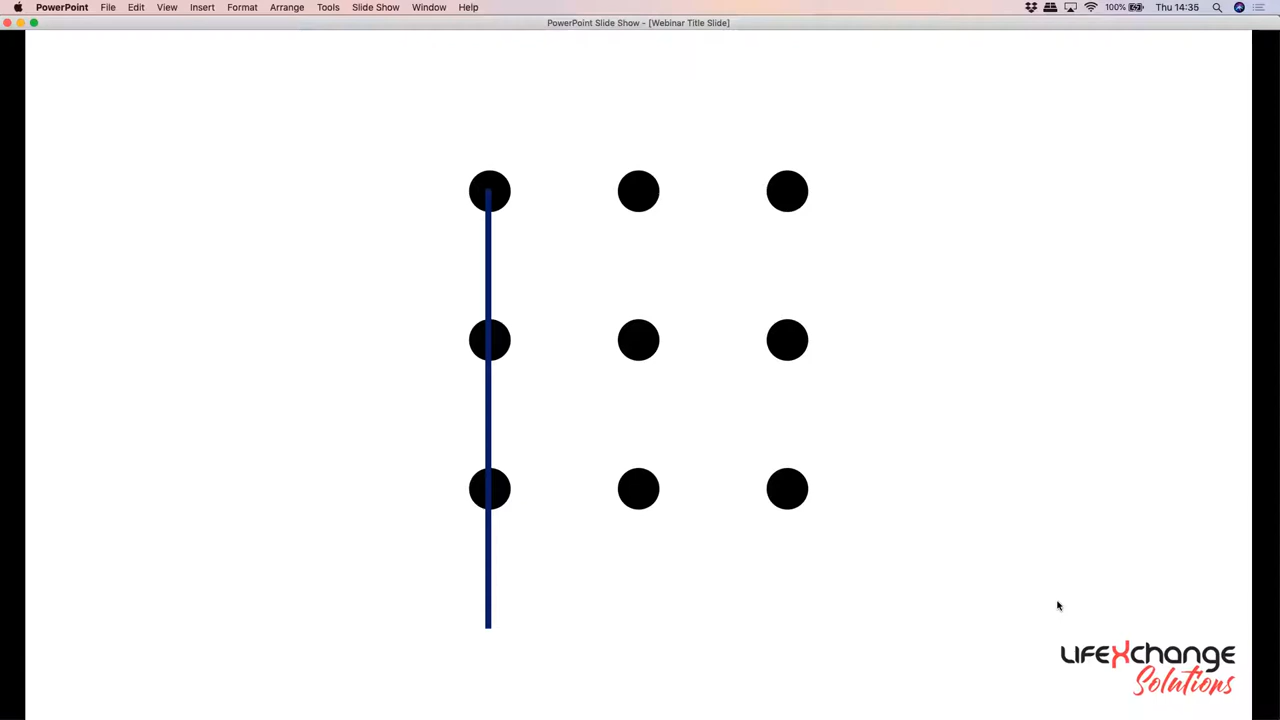 PowerPoint File Edit View Insert Format Arrange Tools Slide Show Window Help 100% Thu 14:35
PowerPoint Slide Show - [Webinar Title Slide]
LIFEXchange
Solutions